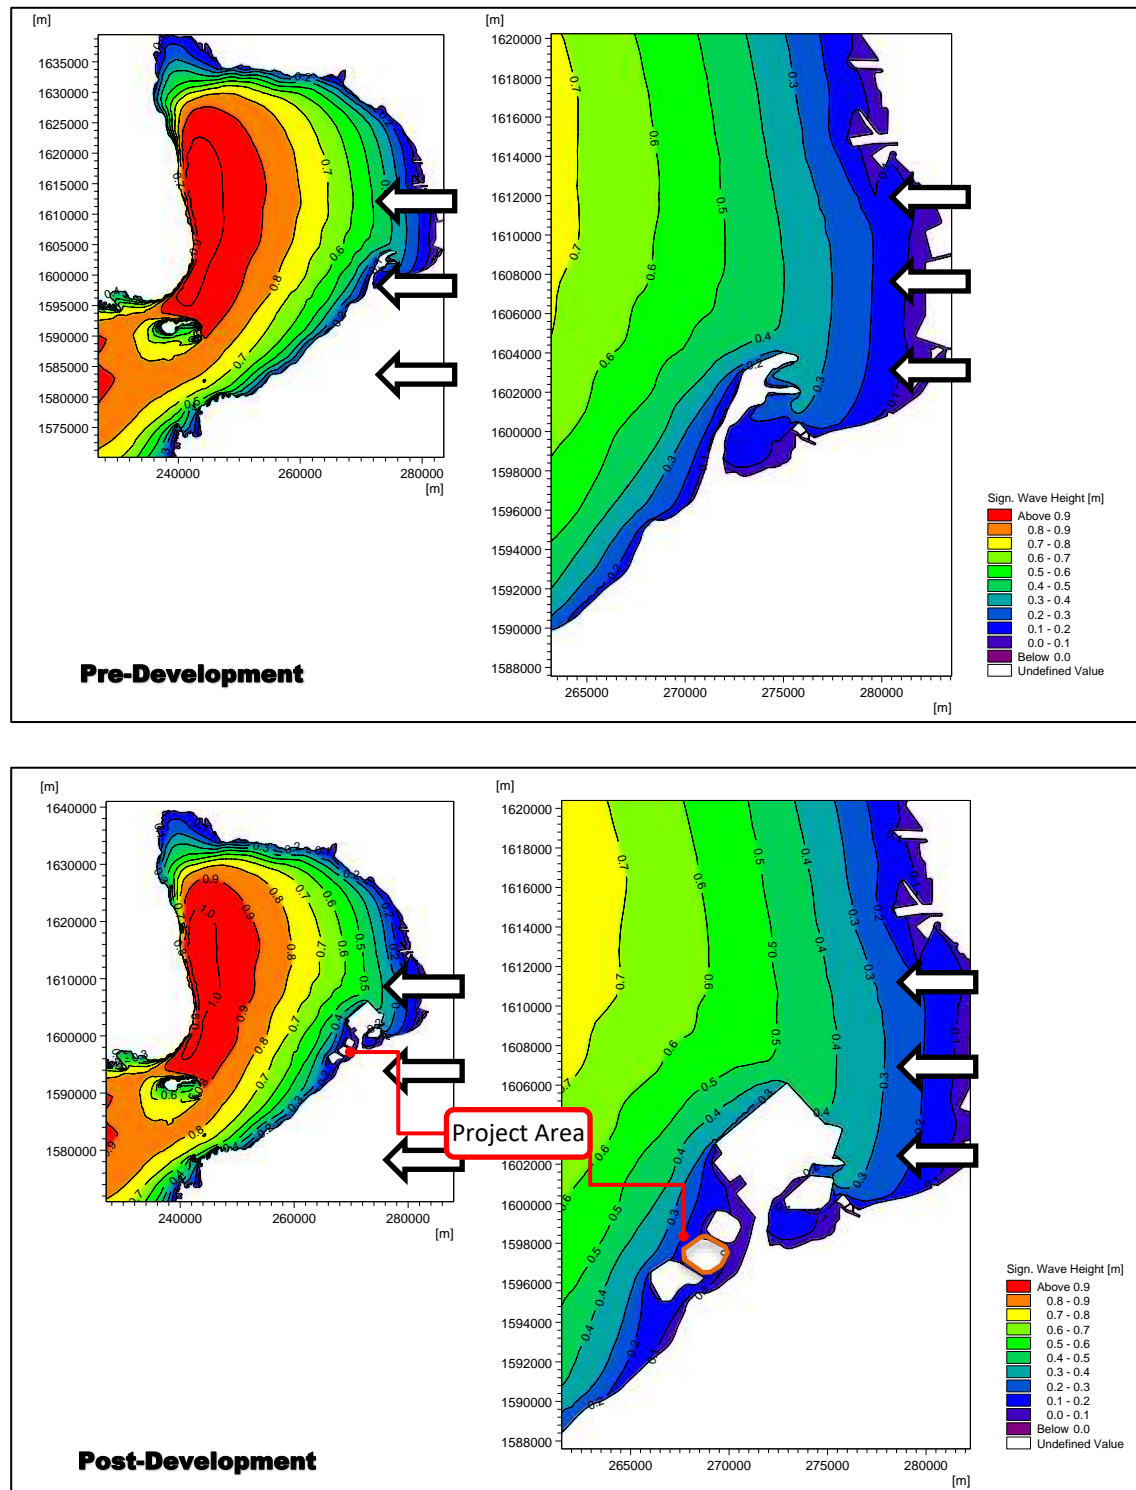 [m]
[m]
1635000
1630000
1625000
1620000
1615000
1610000
1605000
1600000
1595000
1590000
1585000
1580000
1575000
240000
260000
280000
[m]
1620000
1618000
1616000
1614000
1612000
1610000
1608000
1606000
1604000
1602000
1600000
1598000
1596000
1594000
1592000
1590000
1588000
265000
270000
275000
280000
[m]
Sign. Wave Height [m]
Above 0.9
0.8 - 0.9
0.7 - 0.8
0.6 - 0.7
0.5 - 0.6
0.4 - 0.5
0.3 - 0.4
0.2 - 0.3
0.1 - 0.2
0.0 - 0.1
Below 0.0
Undefined Value
Pre-Development
[m]
[m]
1640000
1630000
1620000
1610000
1600000
1590000
1580000
240000
260000
280000
[m]
1620000
1618000
1616000
1614000
1612000
1610000
1608000
1606000
1602000
1600000
1598000
1596000
1594000
1592000
1590000
1588000
265000
270000
275000
280000
[m]
Project Area
Sign. Wave Height [m]
Above 0.9
0.8 - 0.9
0.7 - 0.8
0.6 - 0.7
0.5 - 0.6
0.4 - 0.5
0.3 - 0.4
0.2 - 0.3
0.1 - 0.2
0.0 - 0.1
Below 0.0
Undefined Value
Post-Development